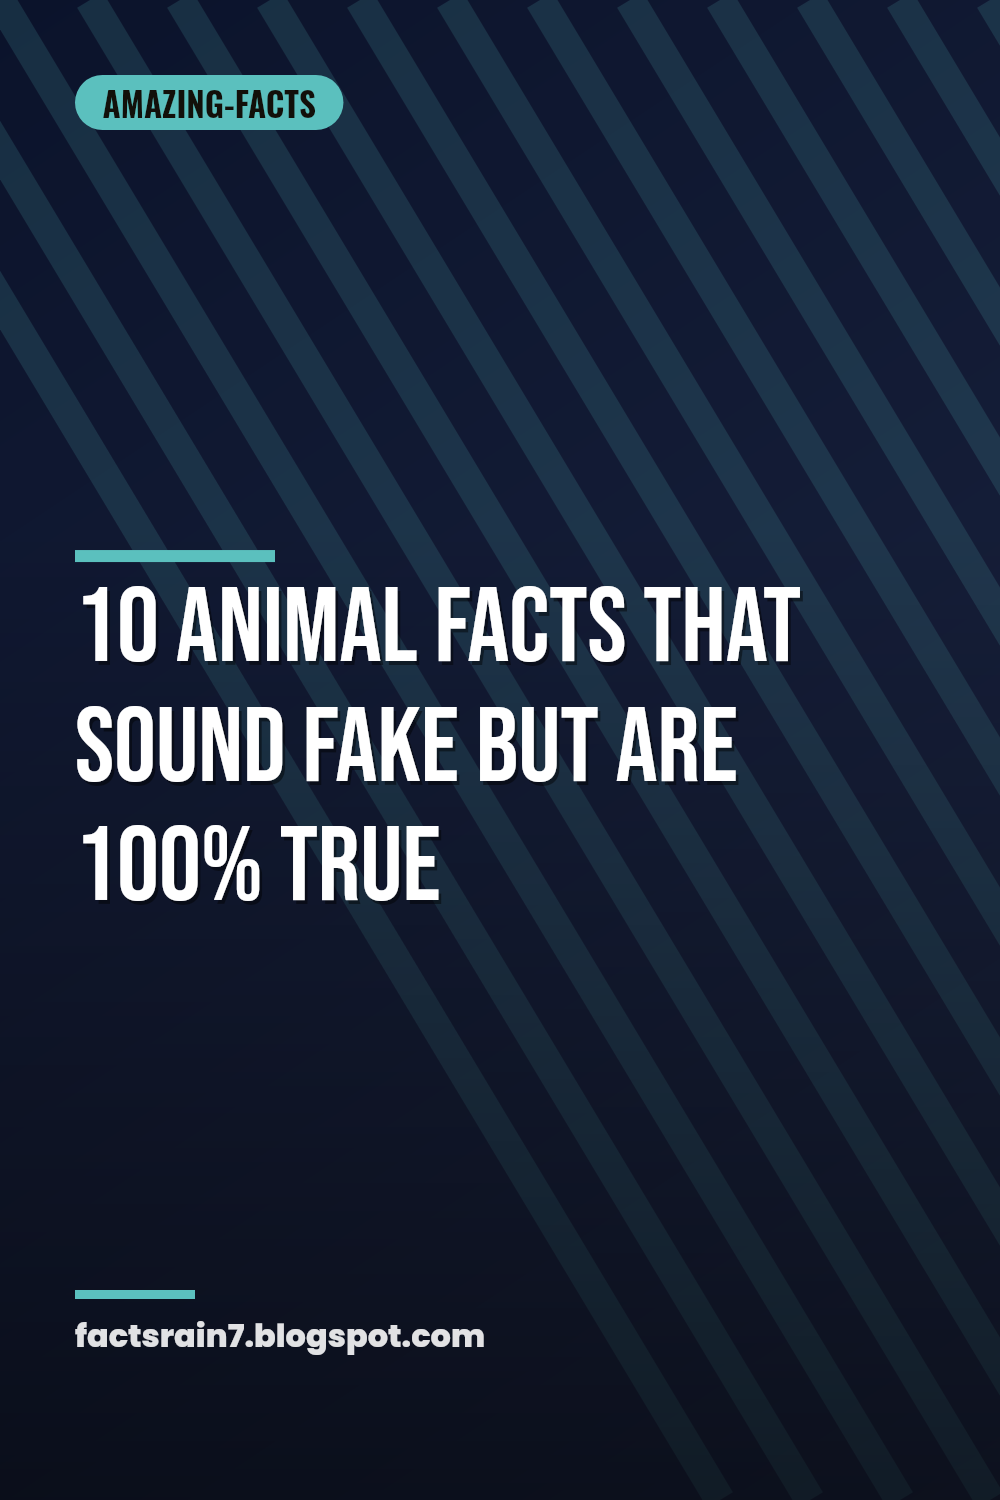 AMAZING-FACTS
10 ANIMAL FACTS THAT
SOUND FAKE BUT ARE
100% TRUE
factsrain7.blogspot.com